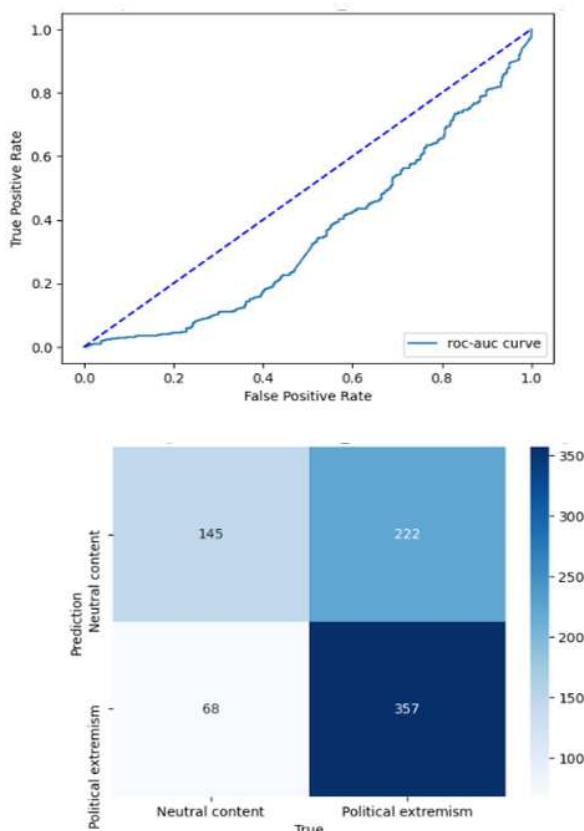 1.0
0.8
0.6
0.4
0.2
0.0
True Positive Rate
roc-auc curve
0.0 0.2 0.4 0.6 0.8 1.0
False Positive Rate
Prediction
Neutral content
Political extremism
145 222
68 357
350
300
250
200
150
100
Neutral content Political extremism
True